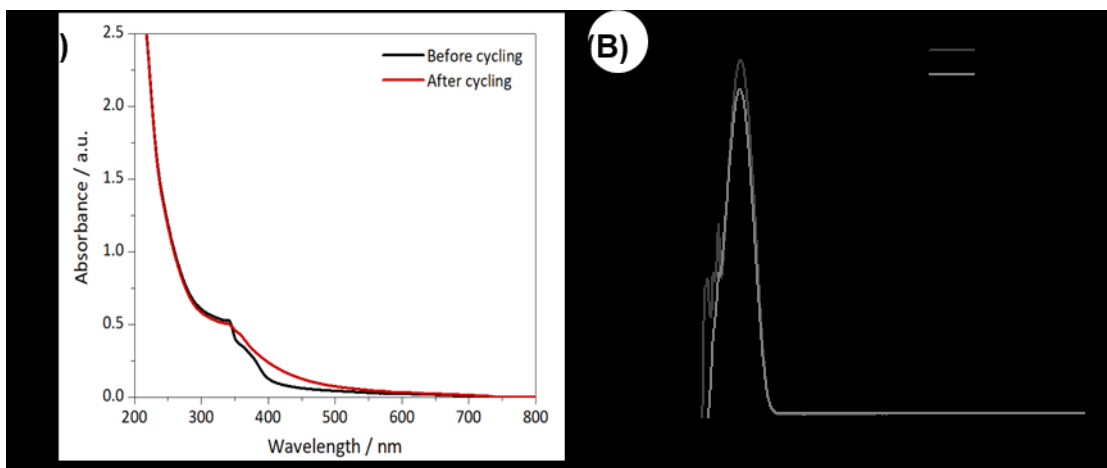 )
(B)
Before cycling
After cycling
2.5
2.0
1.5
1.0
0.5
0.0
Absorbance / a.u.
200 300 400 500 600 700 800
Wavelength / nm